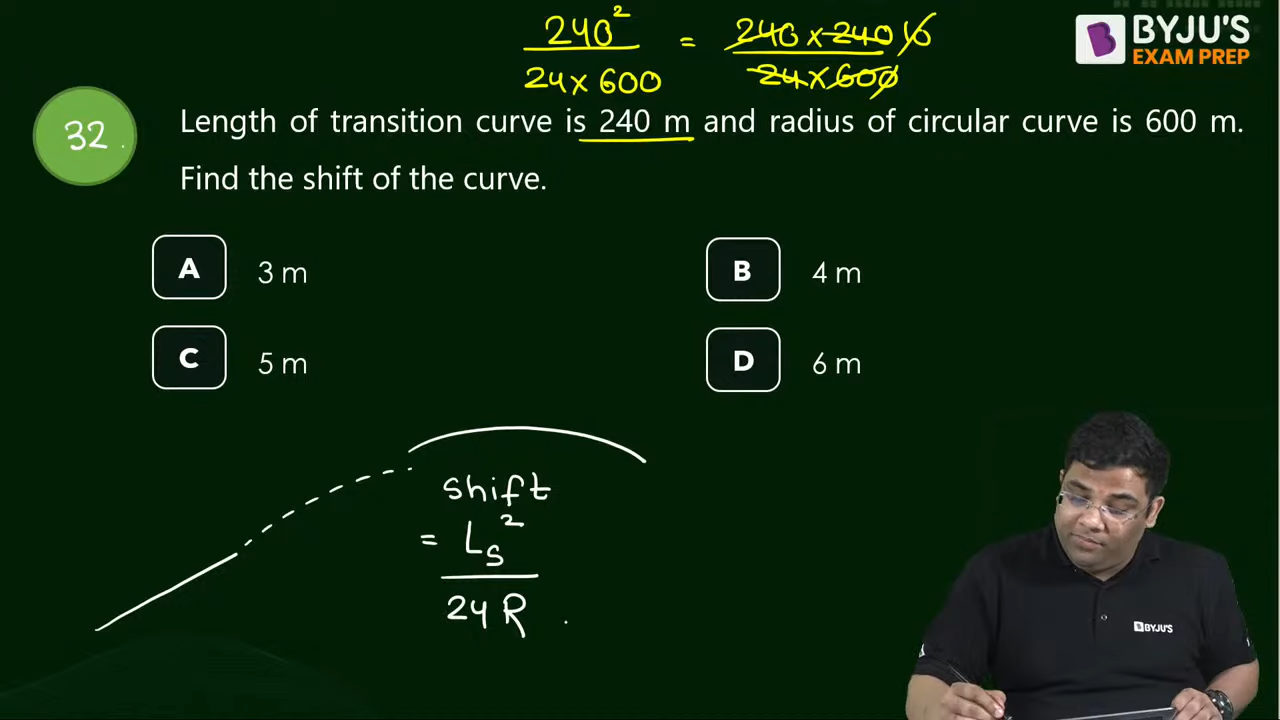 240² / 24 x 600 = 240 x 240 10 / 24 x 600
BYJU'S
EXAM PREP
32.
Length of transition curve is 240 m and radius of circular curve is 600 m.
Find the shift of the curve.
A 3 m
B 4 m
C 5 m
D 6 m
shift
= Ls²
24 R
BYJU'S